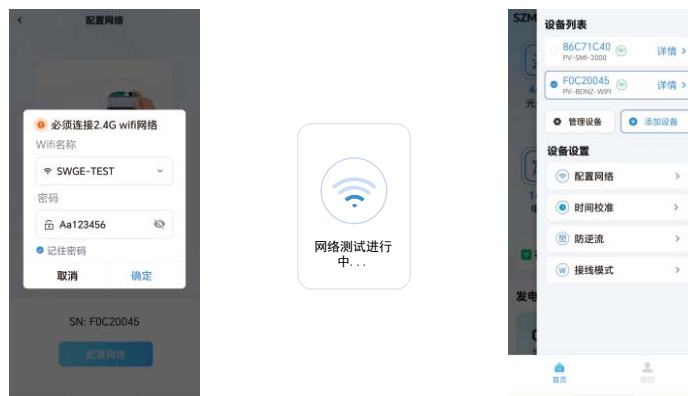 配置网络
必须连接2.4G wifi网络
Wifi名称
SWGE-TEST
密码
Aa123456
记住密码
取消
确定
SN: F0C20045
配置网络
网络测试进行
中...
SZM
设备列表
86C71C40
详情
PV-SMI-2000
F0C20045
详情
PV-BDNZ-WIFI
管理设备
添加设备
设备设置
配置网络
时间校准
防逆流
W 接线模式
发电
首页
我的